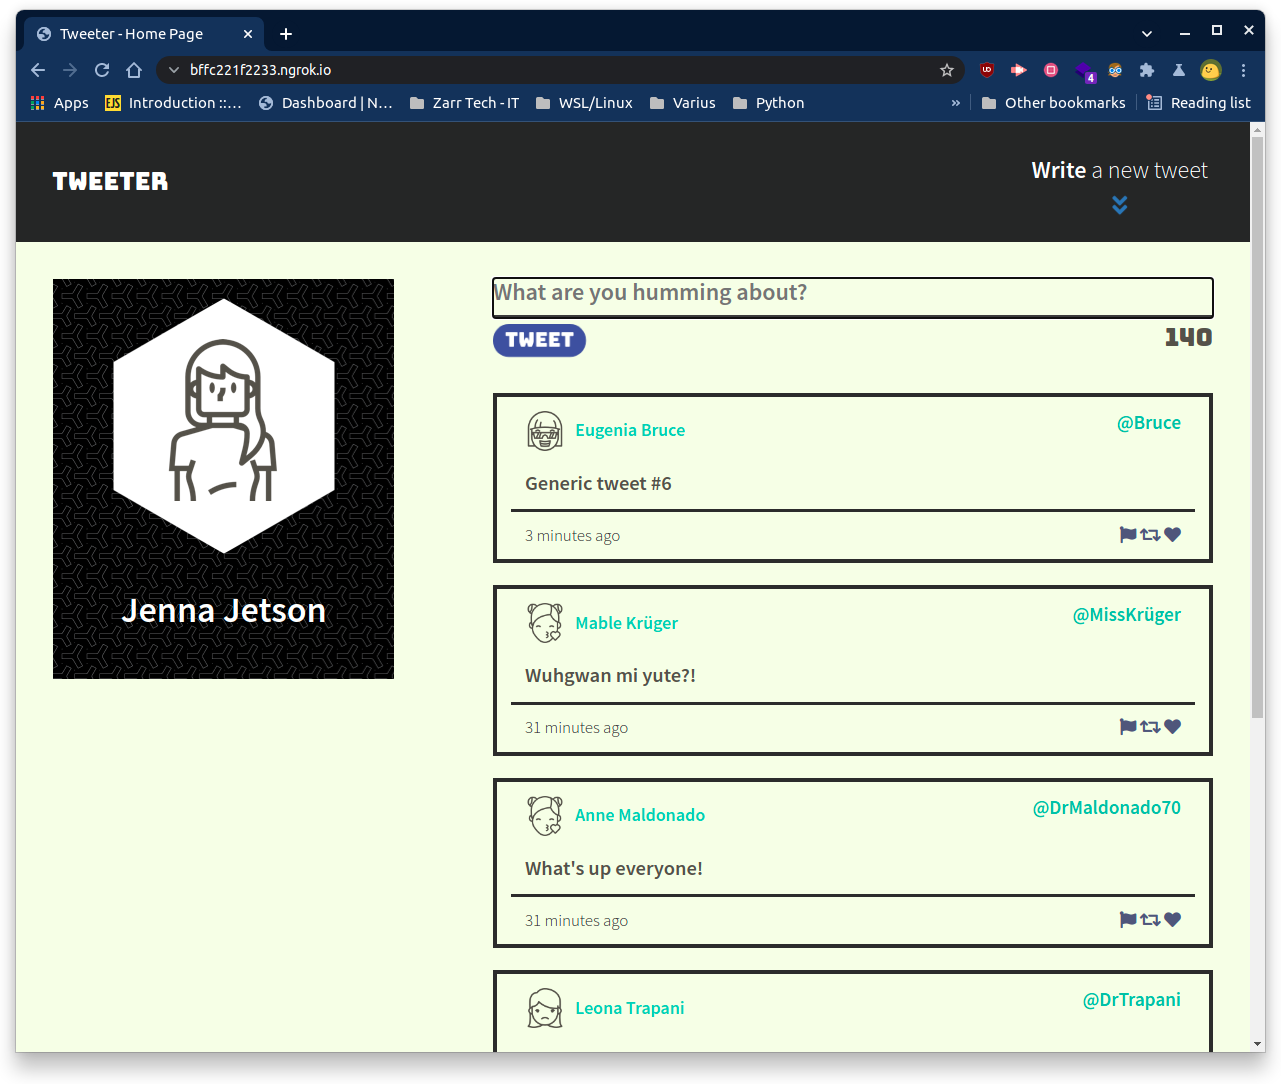 Tweeter - Home Page
bffc221f2233.ngrok.io
UD
4
Apps
EJS
Introduction ::...
Dashboard | N...
Zarr Tech - IT
WSL/Linux
Varius
Python
»
Other bookmarks
Reading list
TWEETER
Write a new tweet
Jenna Jetson
What are you humming about?
TWEET
140
Eugenia Bruce
@Bruce
Generic tweet #6
3 minutes ago
Mable Krüger
@MissKrüger
Wuhgwan mi yute?!
31 minutes ago
Anne Maldonado
@DrMaldonado70
What's up everyone!
31 minutes ago
Leona Trapani
@DrTrapani